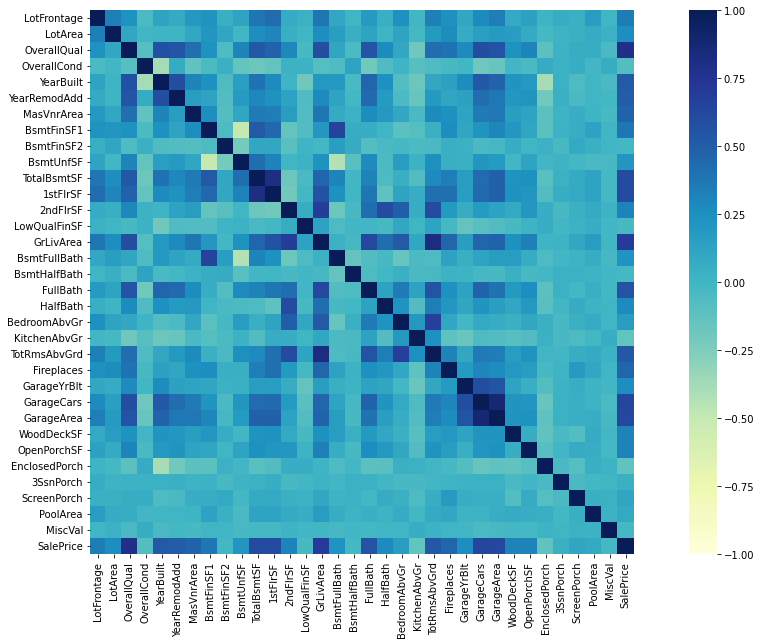 LotFrontage
LotArea
OverallQual
OverallCond
YearBuilt
YearRemodAdd
MasVnrArea
BsmtFinSF1
BsmtFinSF2
BsmtUnfSF
TotalBsmtSF
1stFlrSF
2ndFlrSF
LowQualFinSF
GrLivArea
BsmtFullBath
BsmtHalfBath
FullBath
HalfBath
BedroomAbvGr
KitchenAbvGr
TotRmsAbvGrd
Fireplaces
GarageYrBlt
GarageCars
GarageArea
WoodDeckSF
OpenPorchSF
EnclosedPorch
3SsnPorch
ScreenPorch
PoolArea
MiscVal
SalePrice
LotFrontage
LotArea
OverallQual
OverallCond
YearBuilt
YearRemodAdd
MasVnrArea
BsmtFinSF1
BsmtFinSF2
BsmtUnfSF
TotalBsmtSF
1stFlrSF
2ndFlrSF
LowQualFinSF
GrLivArea
BsmtFullBath
BsmtHalfBath
FullBath
HalfBath
BedroomAbvGr
KitchenAbvGr
TotRmsAbvGrd
Fireplaces
GarageYrBlt
GarageCars
GarageArea
WoodDeckSF
OpenPorchSF
EnclosedPorch
3SsnPorch
ScreenPorch
PoolArea
MiscVal
SalePrice
1.00
0.75
0.50
0.25
0.00
−0.25
−0.50
−0.75
−1.00